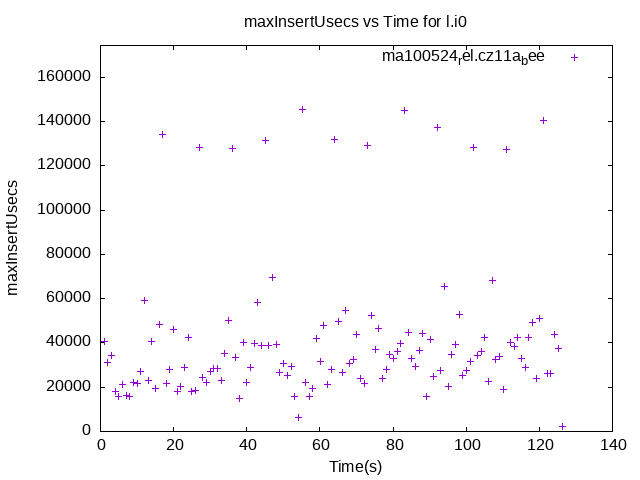 maxInsertUsecs vs Time for l.i0
ma100524rel.cz11abee
160000
140000
120000
100000
80000
60000
40000
20000
0
maxInsertUsecs
0 20 40 60 80 100 120 140
Time(s)